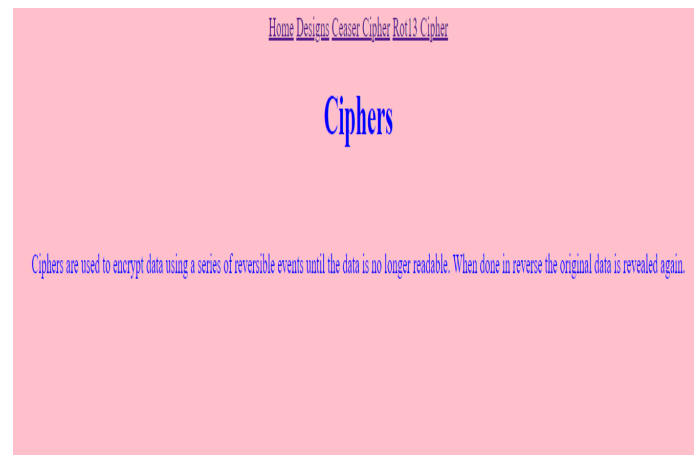 Home Designs Ceaser Cipher Rot13 Cipher
Ciphers
Ciphers are used to encrypt data using a series of reversible events until the data is no longer readable. When done in reverse the original data is revealed again.